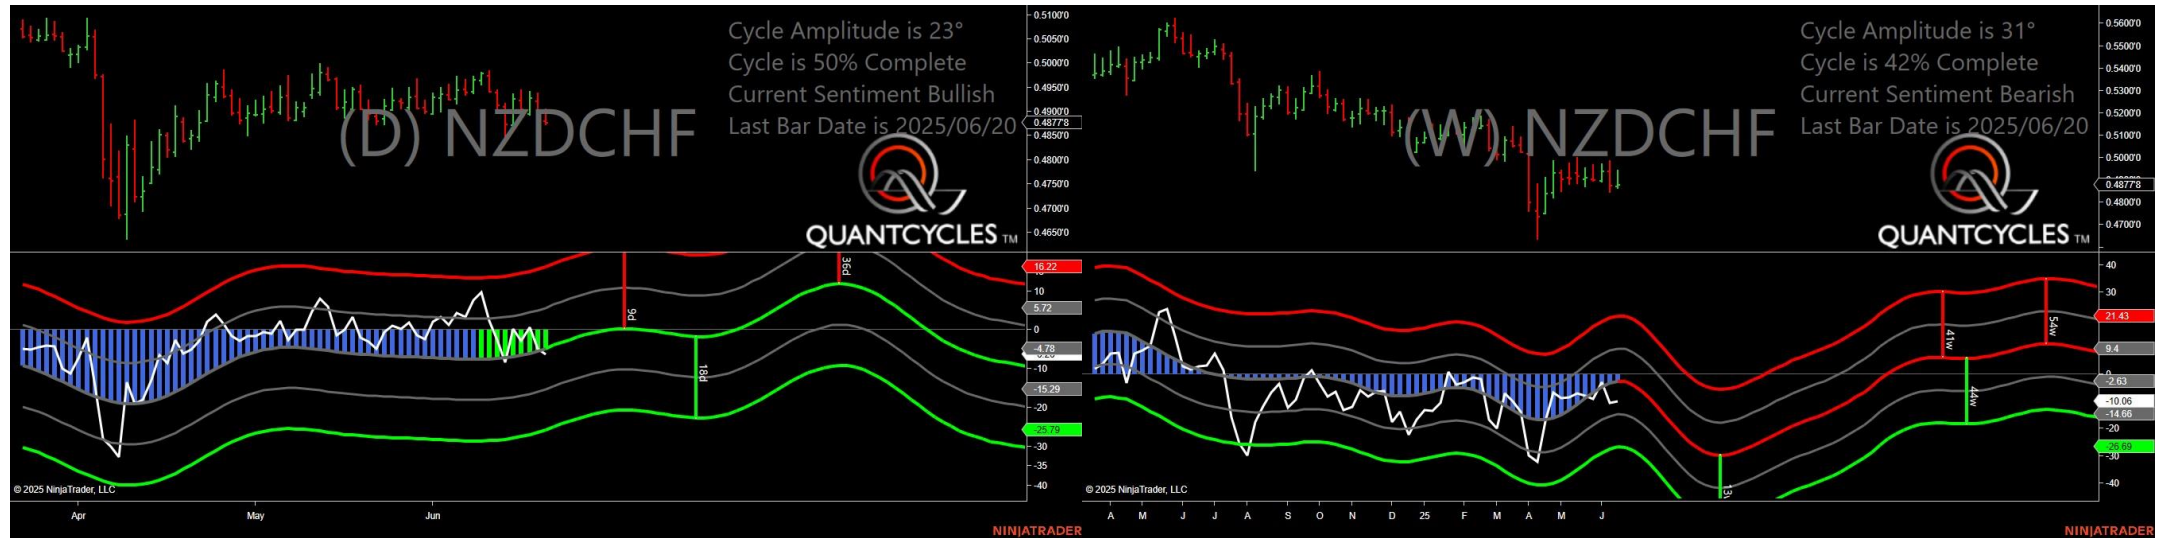 Cycle Amplitude is 23°
Cycle is 50% Complete
Current Sentiment Bullish
Last Bar Date is 2025/06/20
(D) NZDCHF
QUANTCYCLES TM
0.5100'0
0.5050'0
0.5000'0
0.4950'0
0.4900'0
0.4877'8
0.4850'0
0.4800'0
0.4750'0
0.4700'0
0.4650'0
36d
9d
18d
16.22
10
5.72
0
-4.78
-10
-15.29
-20
-25.79
-30
-35
-40
© 2025 NinjaTrader, LLC
Apr May Jun
NINJATRADER
Cycle Amplitude is 31°
Cycle is 42% Complete
Current Sentiment Bearish
Last Bar Date is 2025/06/20
(W) NZDCHF
QUANTCYCLES TM
0.5600'0
0.5500'0
0.5400'0
0.5300'0
0.5200'0
0.5100'0
0.5000'0
0.4877'8
0.4800'0
0.4700'0
41w
54w
44w
40
30
21.43
9.4
0
-2.63
-10.06
-14.66
-20
-26.69
-30
-40
© 2025 NinjaTrader, LLC
A M J J A S O N D 25 F M A M J
NINJATRADER